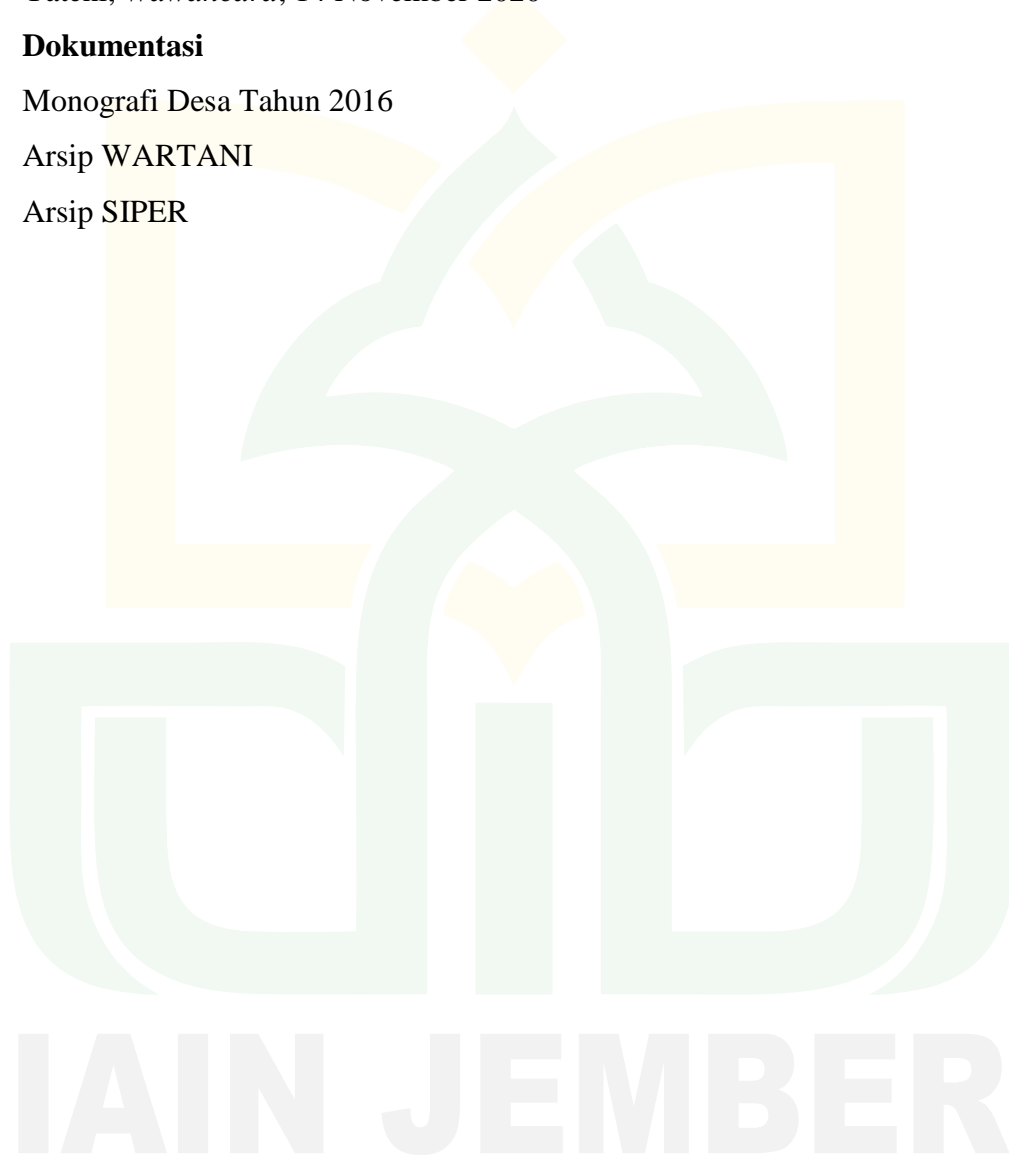 Dokumentasi
Monografi Desa Tahun 2016
Arsip WARTANI
Arsip SIPER
IAIN JEMBER